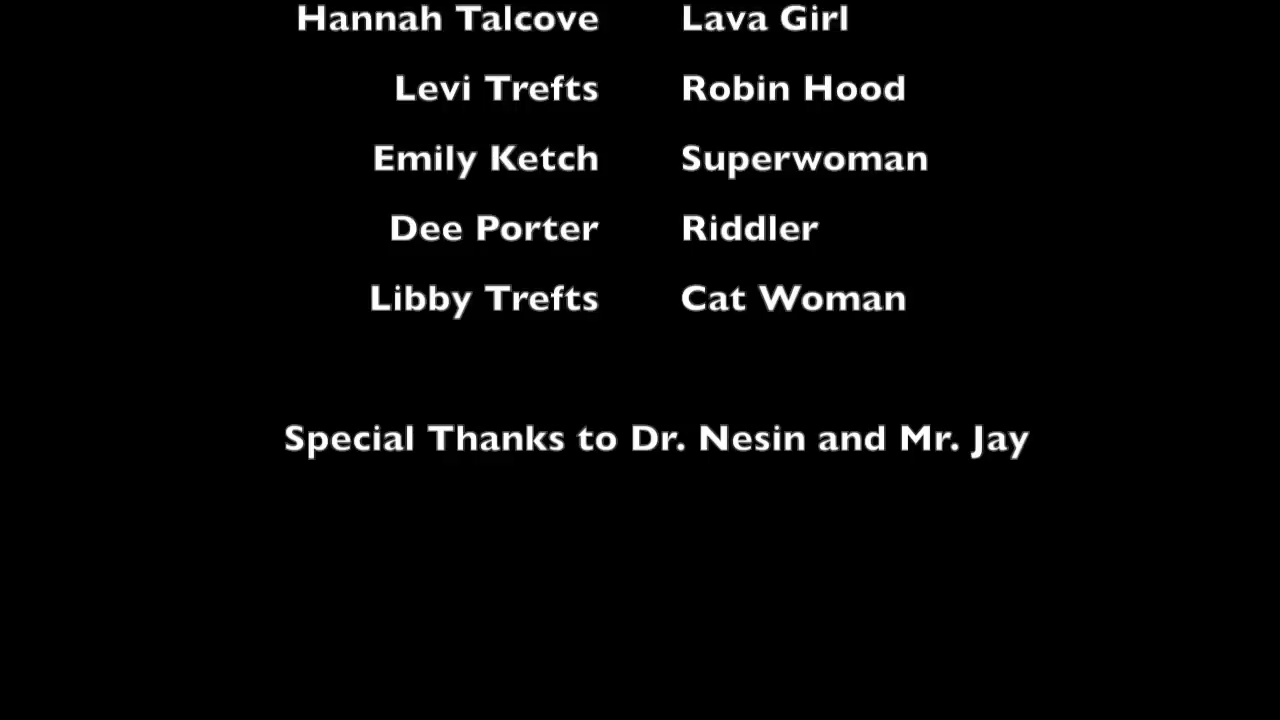 Hannah Talcove Lava Girl
Levi Trefts Robin Hood
Emily Ketch Superwoman
Dee Porter Riddler
Libby Trefts Cat Woman
Special Thanks to Dr. Nesin and Mr. Jay